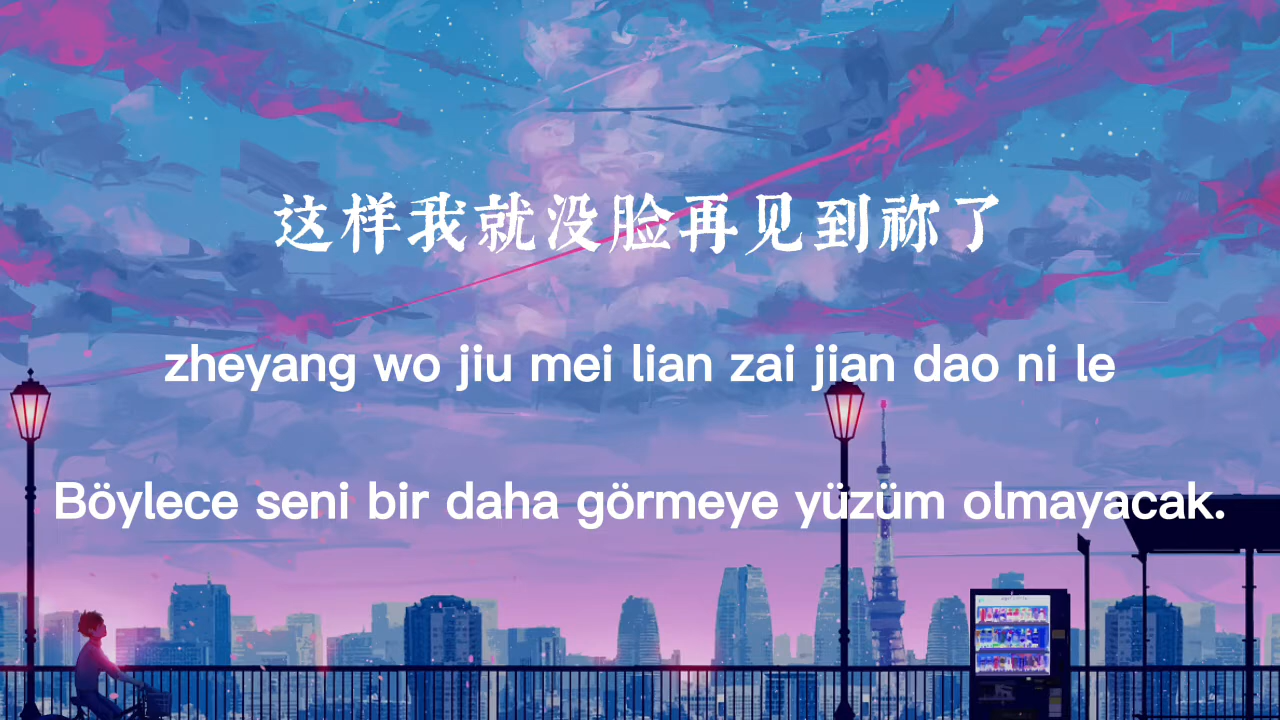 这样我就没脸再见到祢了
zheyang wo jiu mei lian zai jian dao ni le
Böylece seni bir daha görmeye yüzüm olmayacak.